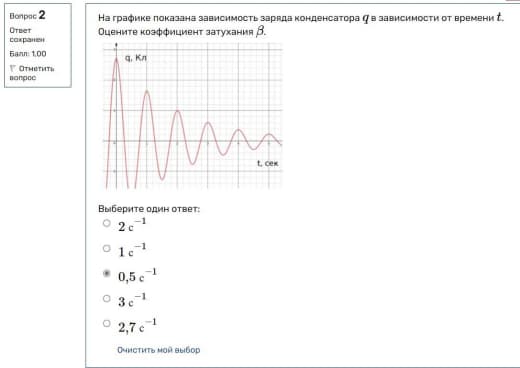 Вопрос 2
Ответ
сохранен
Балл: 1,00
Отметить
вопрос
На графике показана зависимость заряда конденсатора q в зависимости от времени t.
Оцените коэффициент затухания β.
q, Кл
t, сек
Выберите один ответ:
2 с⁻¹
1 с⁻¹
0,5 с⁻¹
3 с⁻¹
2,7 с⁻¹
Очистить мой выбор